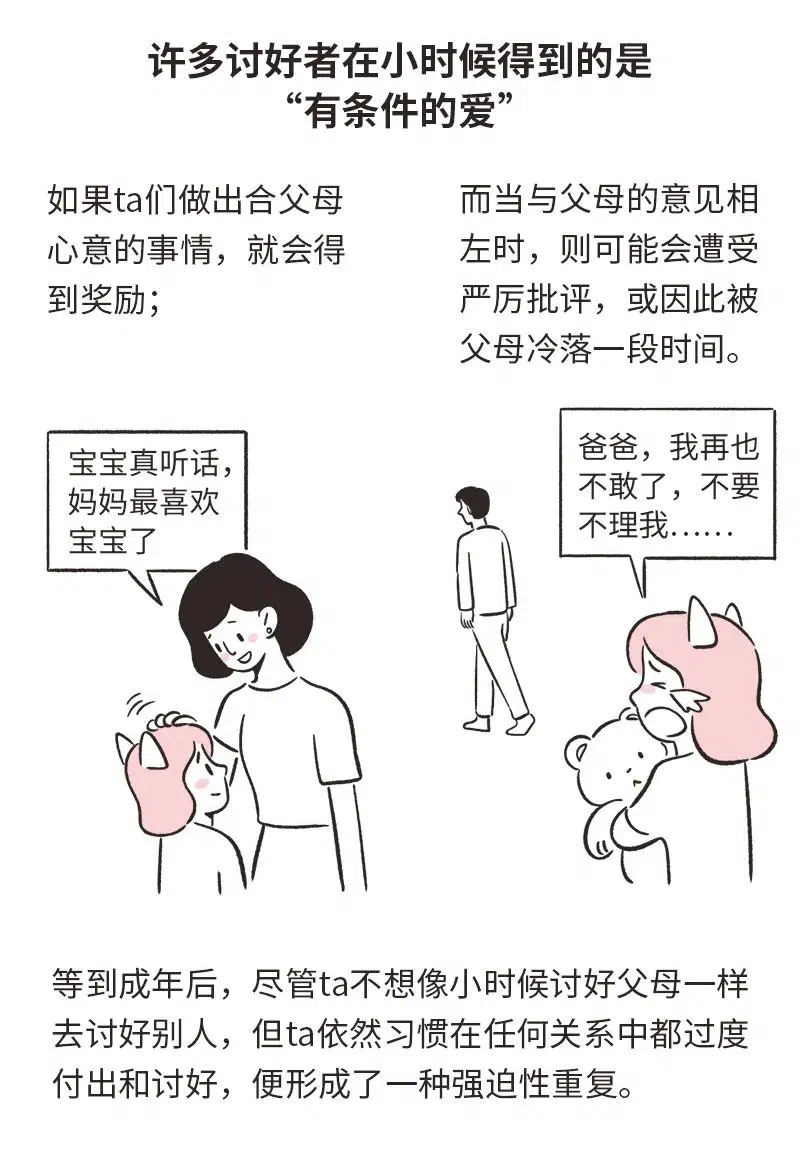 许多讨好者在小时候得到的是
“有条件的爱”
如果ta们做出合父母
心意的事情，就会得
到奖励；
而当与父母的意见相
左时，则可能会遭受
严厉批评，或因此被
父母冷落一段时间。
宝宝真听话，
妈妈最喜欢
宝宝了
爸爸，我再也
不敢了，不要
不理我……
等到成年后，尽管ta不想像小时候讨好父母一样
去讨好别人，但ta依然习惯在任何关系中都过度
付出和讨好，便形成了一种强迫性重复。